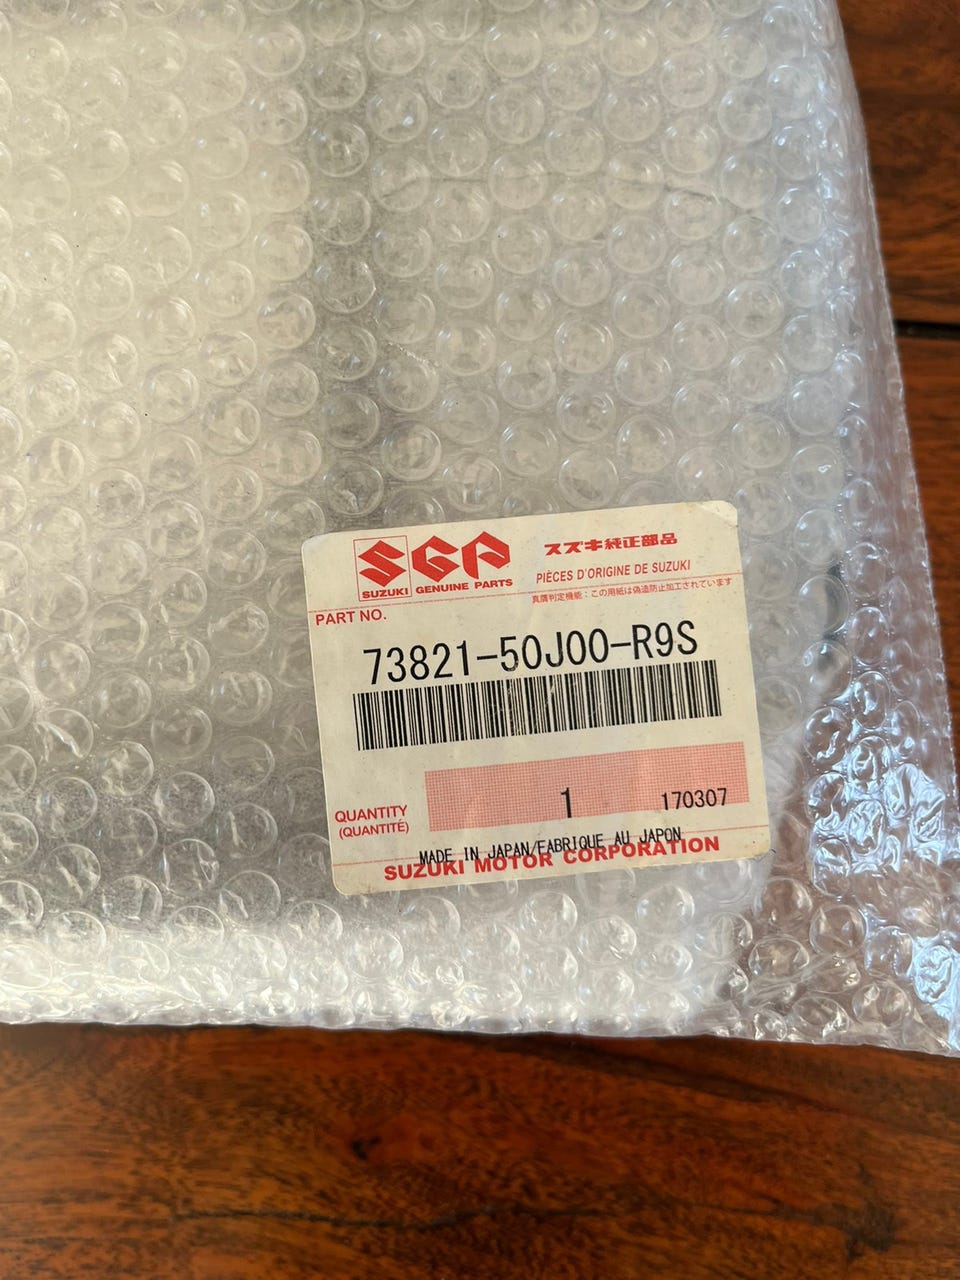 SGP
スズキ純正部品
SUZUKI GENUINE PARTS
PIÈCES D'ORIGINE DE SUZUKI
真贋判定機能：この用紙は偽造防止加工されています
PART NO.
73821-50J00-R9S
QUANTITY
(QUANTITÉ)
1
170307
MADE IN JAPAN/FABRIQUE AU JAPON
SUZUKI MOTOR CORPORATION